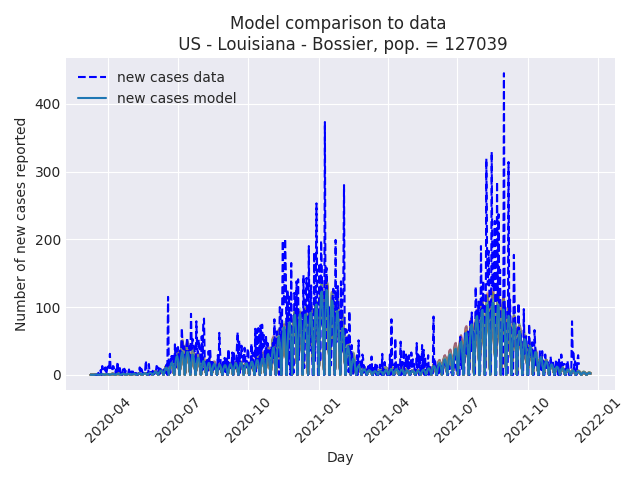 Model comparison to data
US - Louisiana - Bossier, pop. = 127039
new cases data
new cases model
Number of new cases reported
400
300
200
100
0
2020-04
2020-07
2020-10
2021-01
2021-04
2021-07
2021-10
2022-01
Day